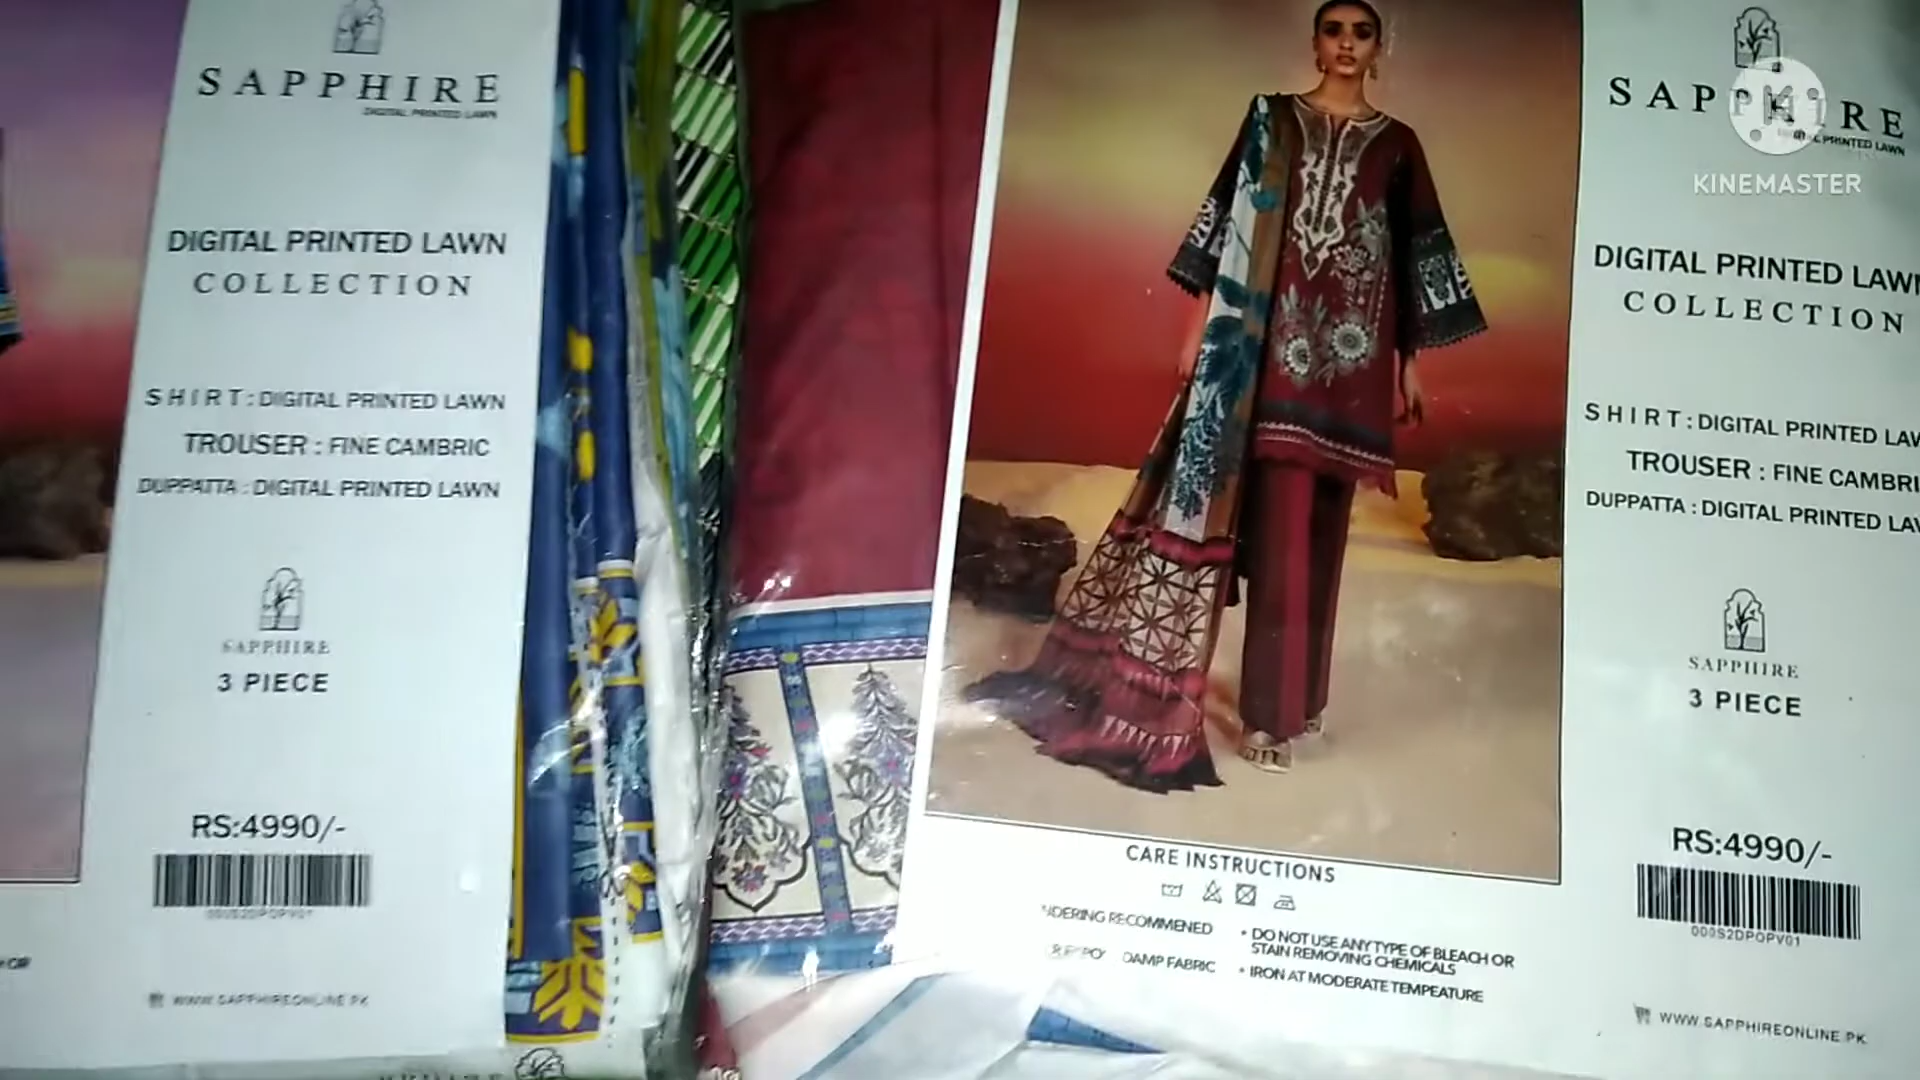 SAPPHIRE
DIGITAL PRINTED LAWN
DIGITAL PRINTED LAWN
COLLECTION
SHIRT : DIGITAL PRINTED LAWN
TROUSER : FINE CAMBRIC
DUPPATTA : DIGITAL PRINTED LAWN
SAPPHIRE
3 PIECE
RS:4990/-
WWW.SAPPHIREONLINE.PK
CARE INSTRUCTIONS
RECOMMENED
DAMP FABRIC
• DO NOT USE ANY TYPE OF BLEACH OR
STAIN REMOVING CHEMICALS
• IRON AT MODERATE TEMPEATURE
SAPPHIRE
PRINTED LAWN
KINEMASTER
DIGITAL PRINTED LAWN
COLLECTION
SHIRT : DIGITAL PRINTED LAW
TROUSER : FINE CAMBRI
DUPPATTA : DIGITAL PRINTED LAW
SAPPHIRE
3 PIECE
RS:4990/-
000S2DPOPV01
WWW.SAPPHIREONLINE.PK